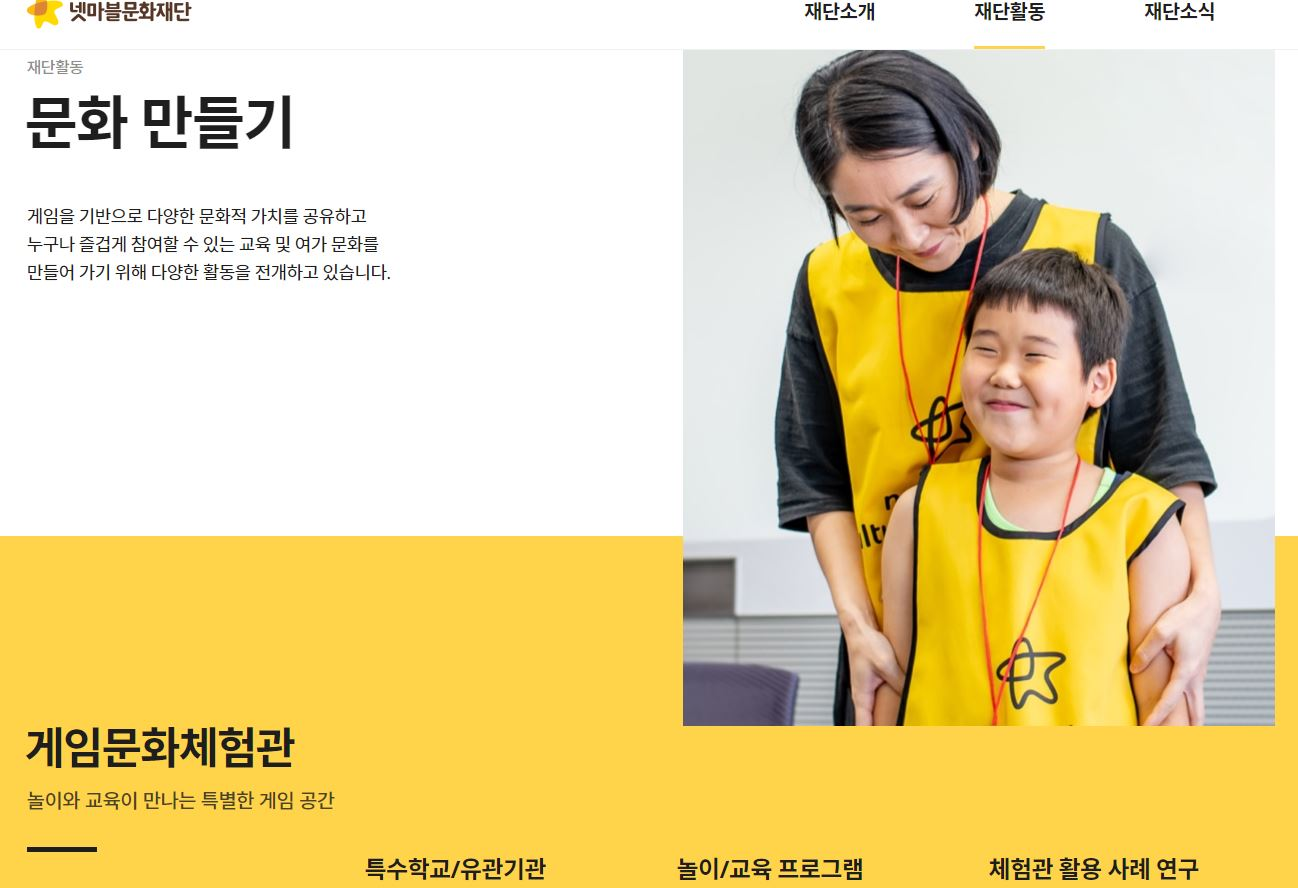 넷마블문화재단
재단소개 재단활동 재단소식
재단활동
문화 만들기
게임을 기반으로 다양한 문화적 가치를 공유하고
누구나 즐겁게 참여할 수 있는 교육 및 여가 문화를
만들어 가기 위해 다양한 활동을 전개하고 있습니다.
게임문화체험관
놀이와 교육이 만나는 특별한 게임 공간
특수학교/유관기관 놀이/교육 프로그램 체험관 활용 사례 연구